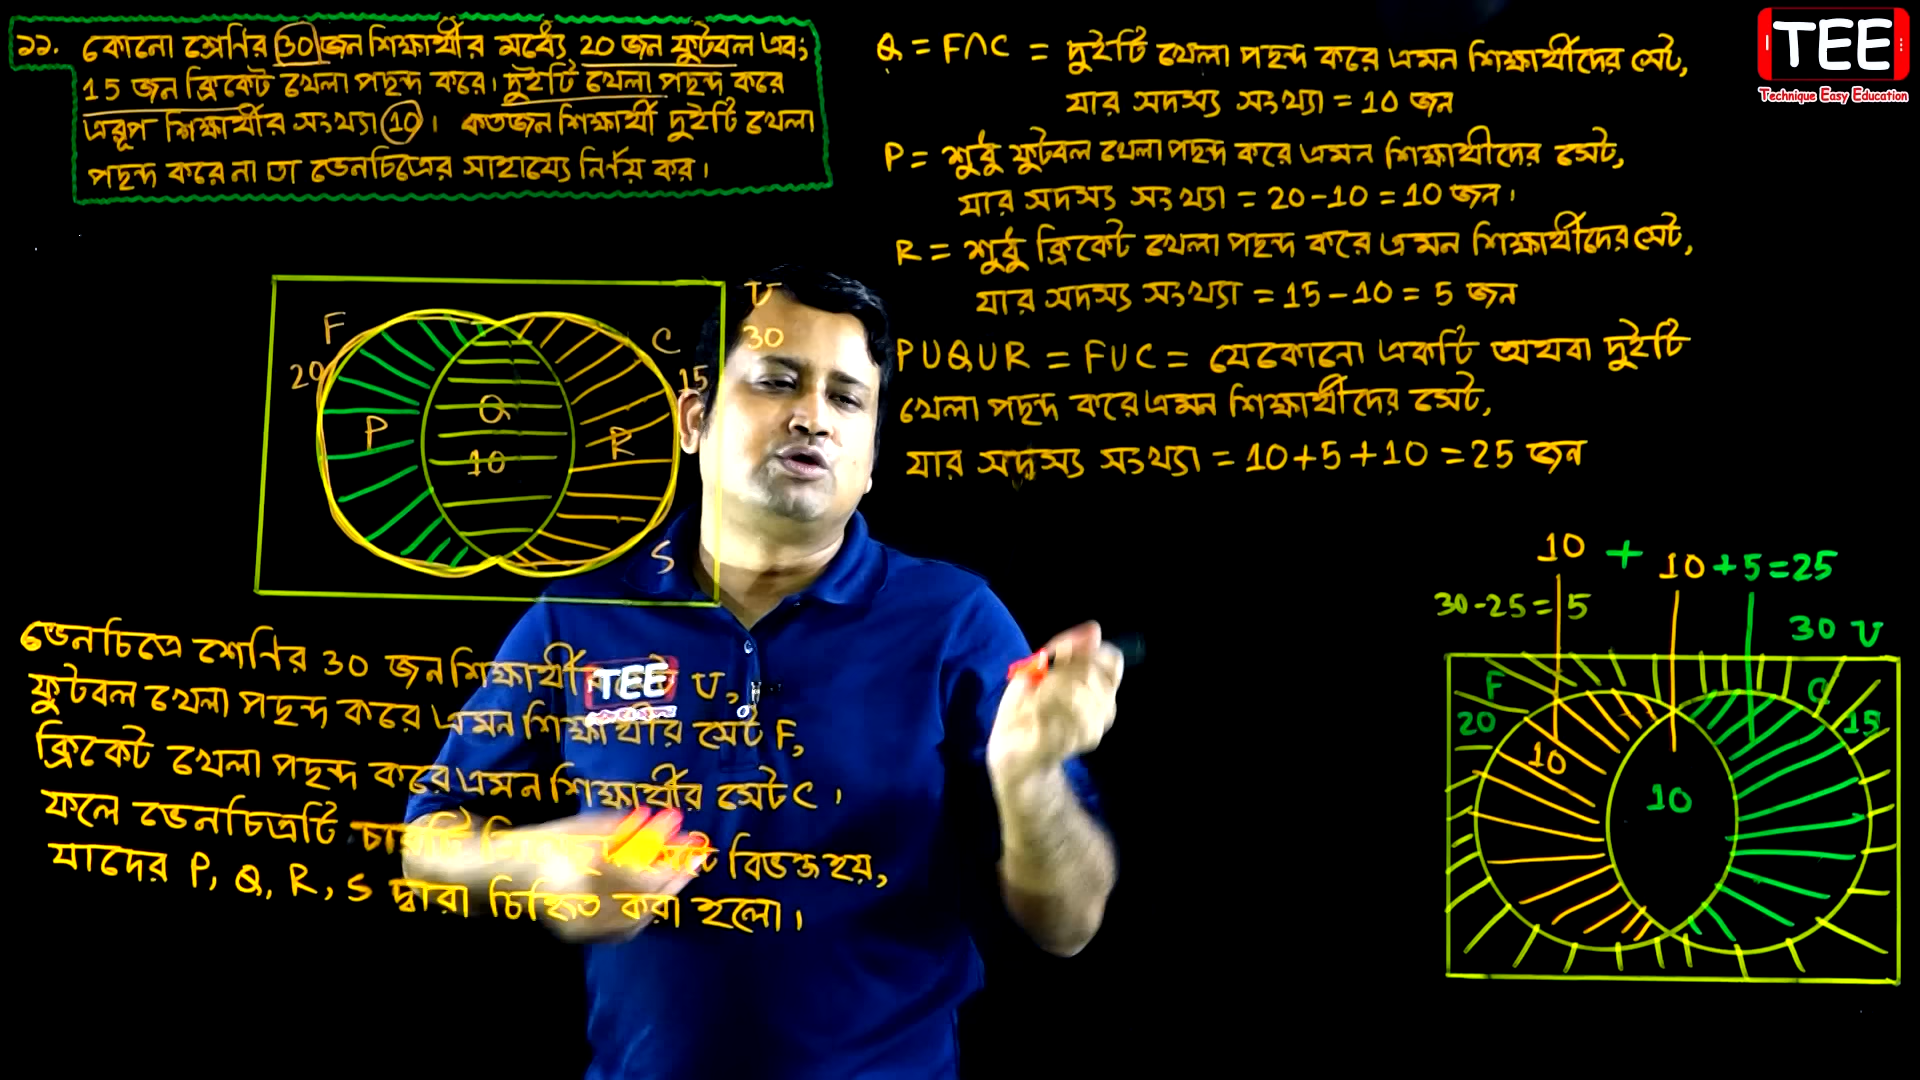 ১১. কোনো শ্রেণির 30 জন শিক্ষার্থীর মধ্যে 20 জন ফুটবল এবং
15 জন ক্রিকেট খেলা পছন্দ করে। দুইটি খেলা পছন্দ করে
এরূপ শিক্ষার্থীর সংখ্যা 10। কতজন শিক্ষার্থী দুইটি খেলা
পছন্দ করে না তা ভেনচিত্রের সাহায্যে নির্ণয় কর।
U
30
F
20
C
15
P
Q
10
R
S
ভেনচিত্রে শ্রেণির 30 জন শিক্ষার্থীর U,
ফুটবল খেলা পছন্দ করে এমন শিক্ষার্থীর সেট F,
ক্রিকেট খেলা পছন্দ করে এমন শিক্ষার্থীর সেট C।
ফলে ভেনচিত্রটি চারটি বিভক্ত হয়,
যাদের P, Q, R, S দ্বারা চিহ্নিত করা হলো।
TEE
Q = F∩C = দুইটি খেলা পছন্দ করে এমন শিক্ষার্থীদের সেট,
যার সদস্য সংখ্যা = 10 জন
P = শুধু ফুটবল খেলা পছন্দ করে এমন শিক্ষার্থীদের সেট,
যার সদস্য সংখ্যা = 20-10 = 10 জন।
R = শুধু ক্রিকেট খেলা পছন্দ করে এমন শিক্ষার্থীদের সেট,
যার সদস্য সংখ্যা = 15-10 = 5 জন
P∪Q∪R = F∪C = যেকোনো একটি অথবা দুইটি
খেলা পছন্দ করে এমন শিক্ষার্থীদের সেট,
যার সদস্য সংখ্যা = 10+5+10 = 25 জন
10 + 10+5=25
30-25=5
30 U
F
20
C
15
10
10
TEE
Technique Easy Education